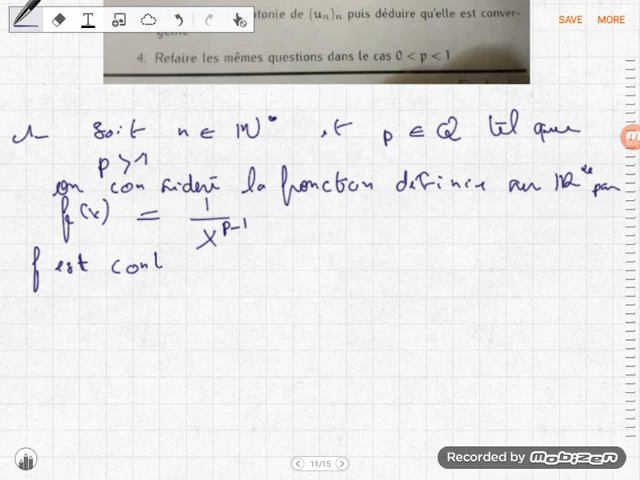 SAVE MORE
otonie de (uₙ)ₙ puis déduire qu'elle est conver-
4. Refaire les mêmes questions dans le cas 0 < p < 1
1 soit n ∈ ℕ* et p ∈ ℚ tel que
p > 1
on considère la fonction définie sur ℝ*₊ par
f(x) = 1/x^(p-1)
f est cont
11/15
Recorded by Mobizen